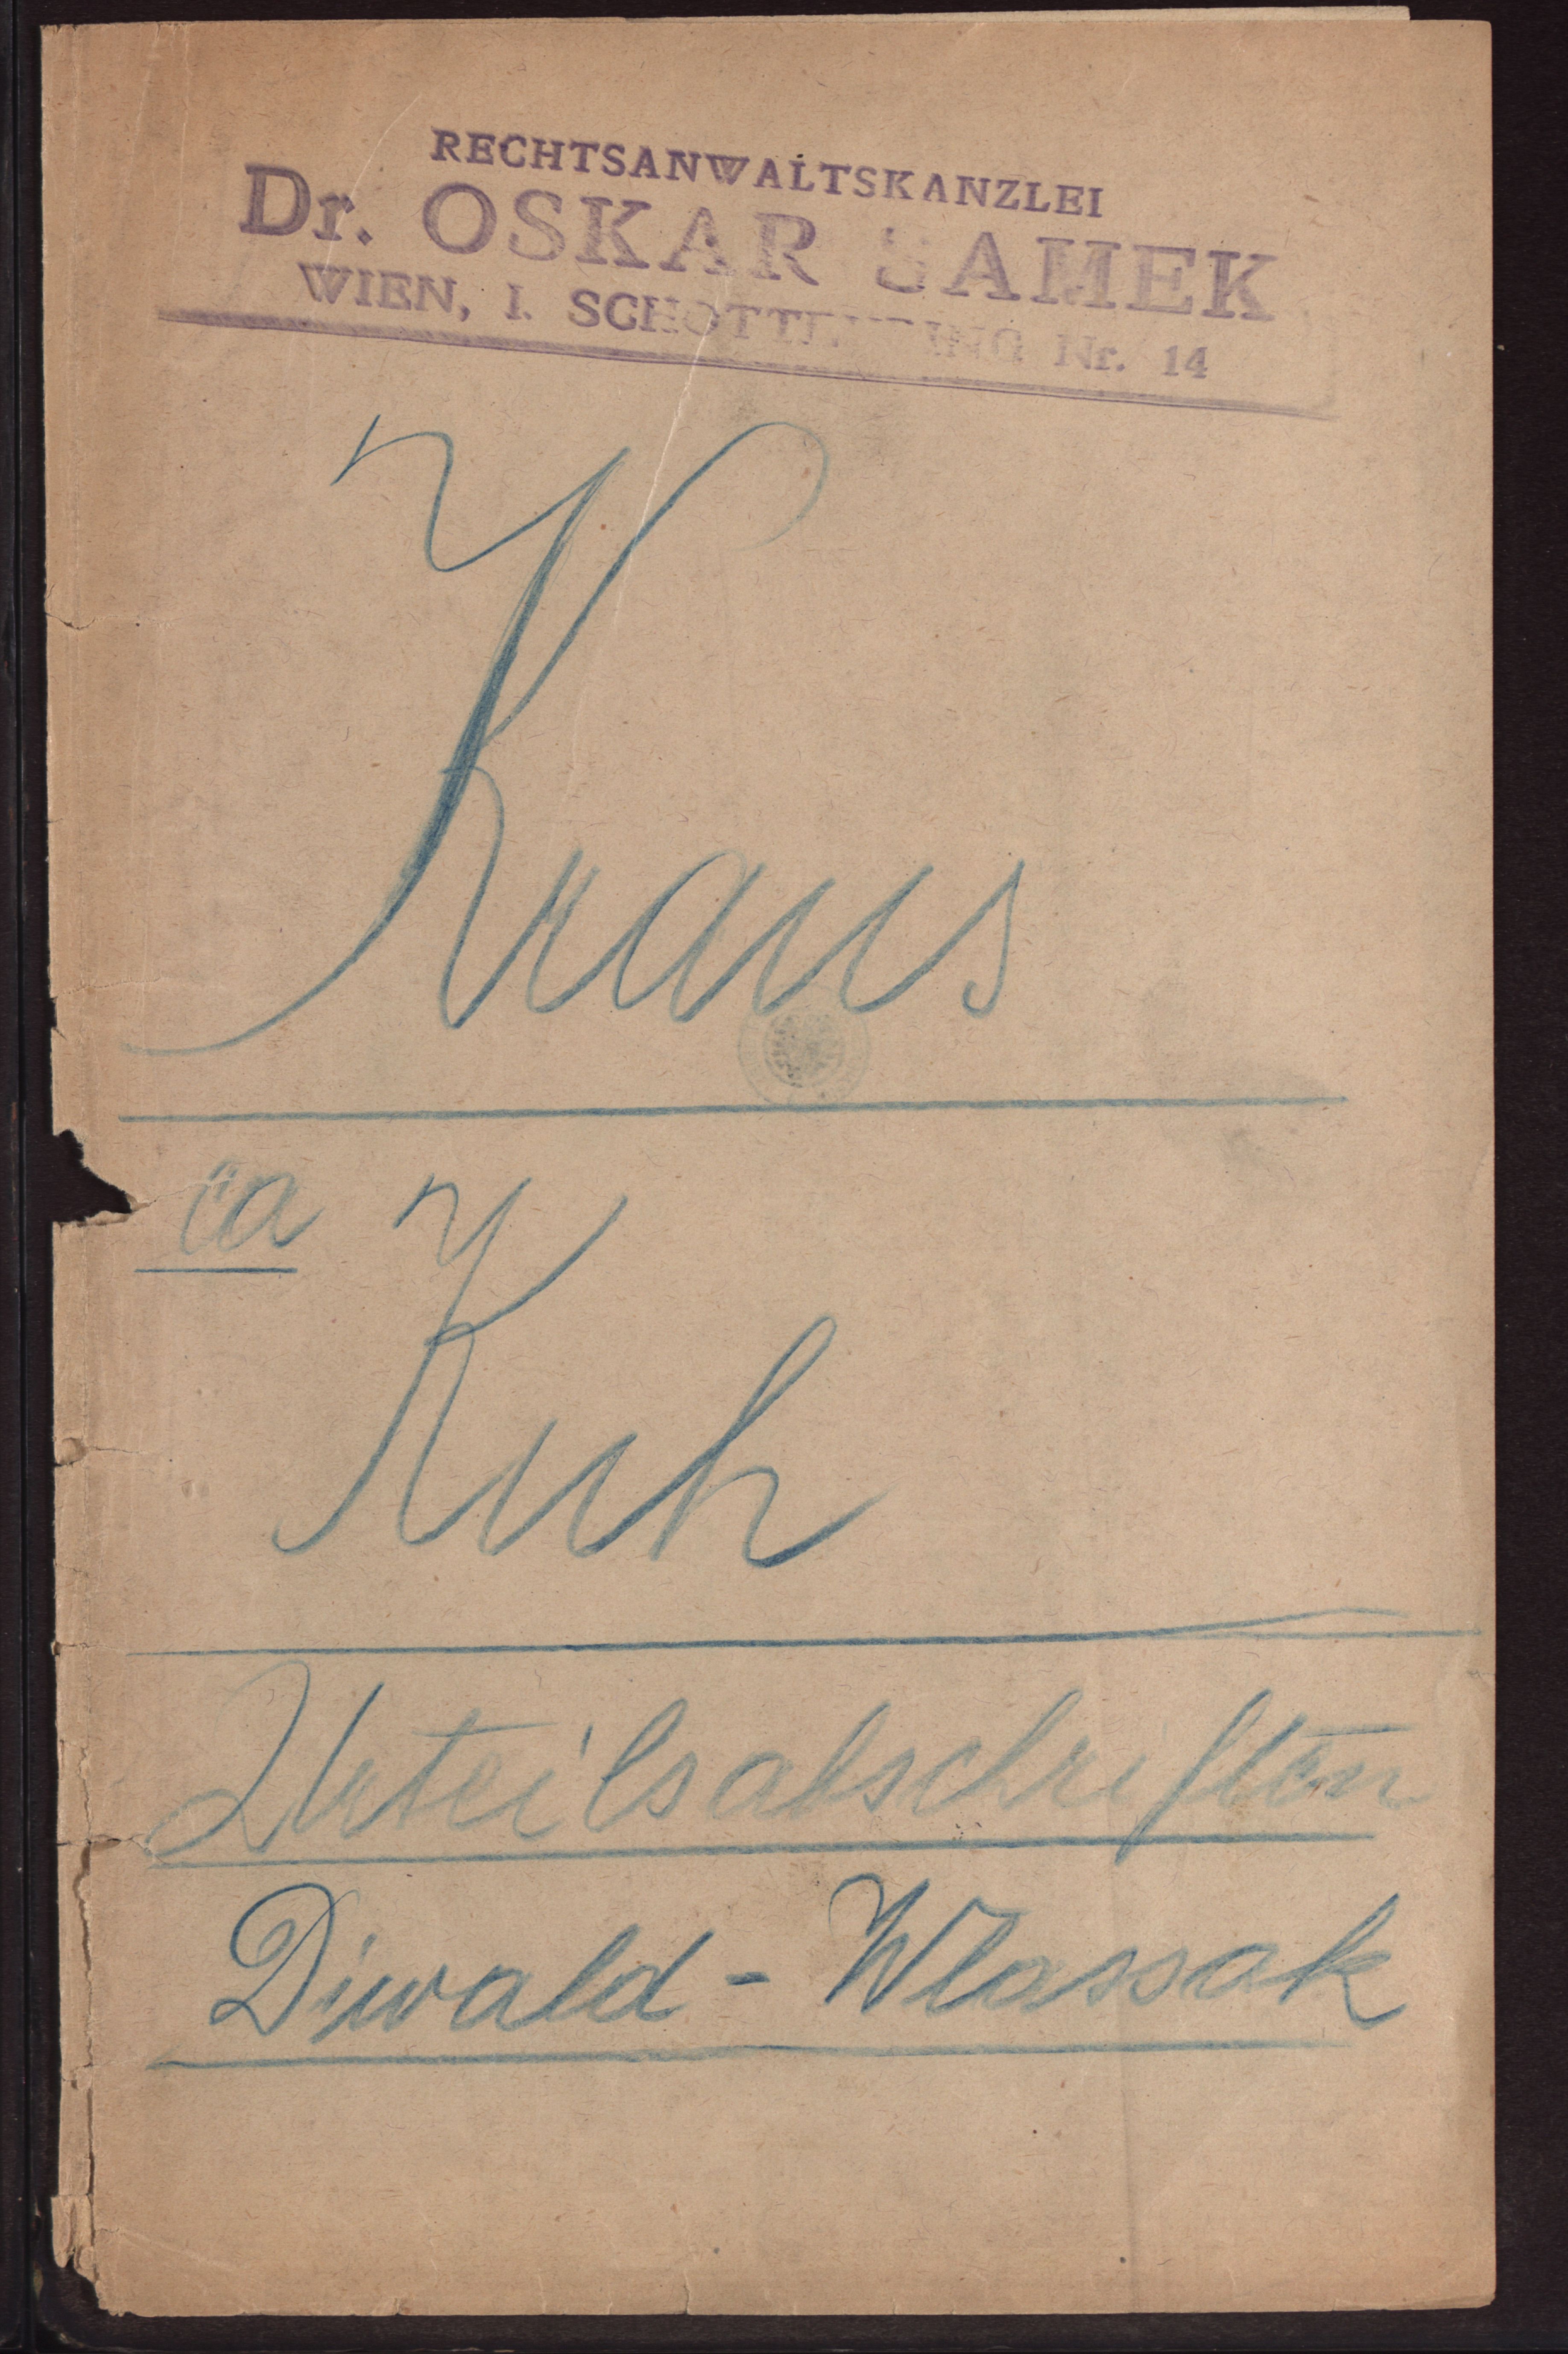 RECHTSANWALTSKANZLEI
Dr. OSKAR SAMEK
WIEN, I. SCHOTTENRING Nr. 14
Kraus
ca Kuh
Urteilsabschriften
Diwald - Wlassak